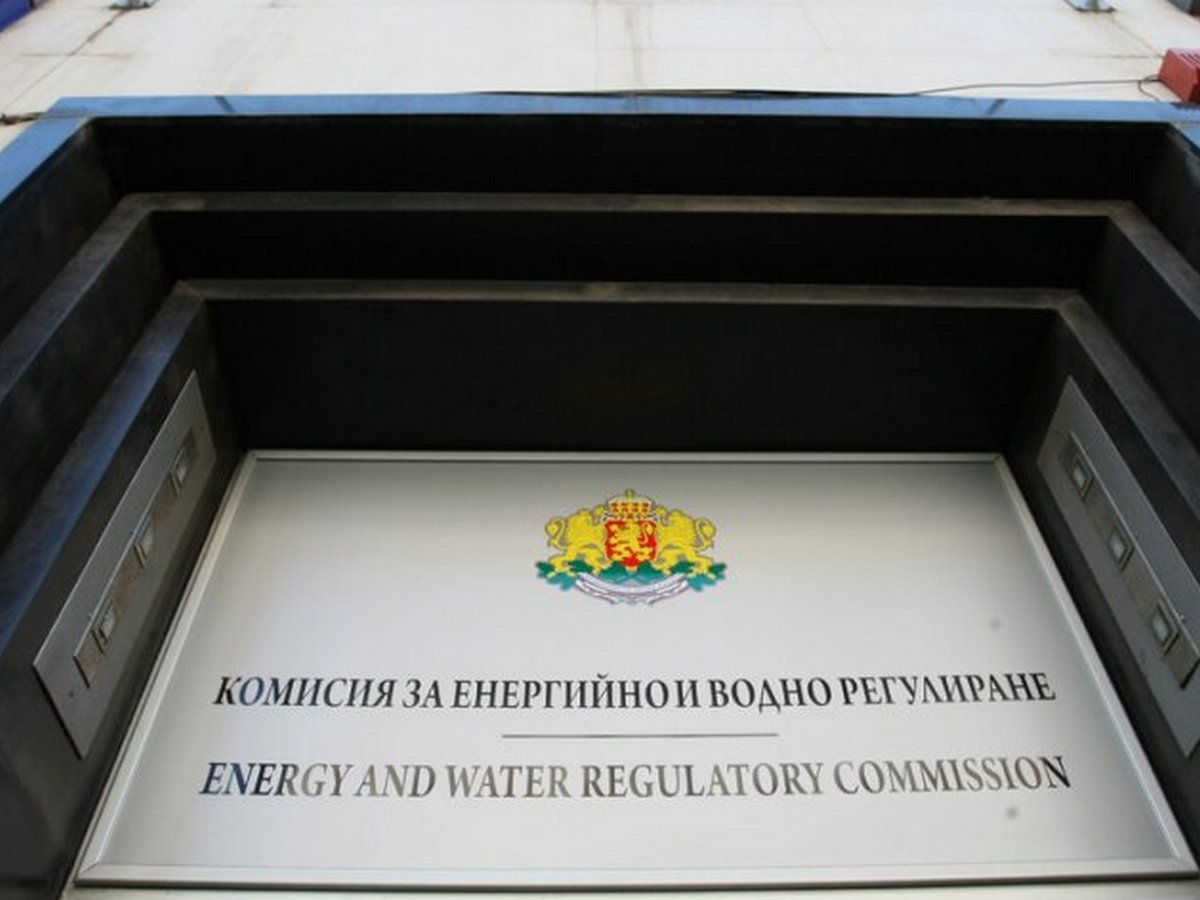 КОМИСИЯ ЗА ЕНЕРГИЙНО И ВОДНО РЕГУЛИРАНЕ
ENERGY AND WATER REGULATORY COMMISSION